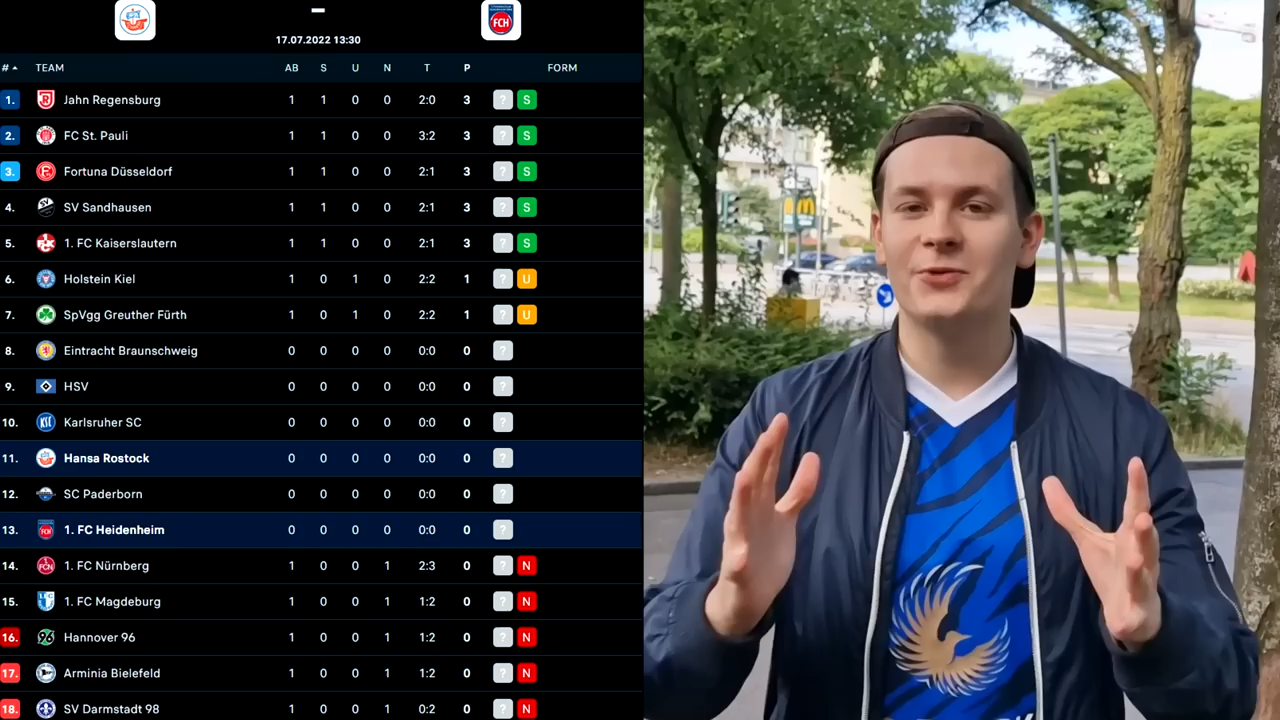 FCH
17.07.2022 13:30
# TEAM AB S U N T P FORM
1. Jahn Regensburg 1 1 0 0 2:0 3 ? S
2. FC St. Pauli 1 1 0 0 3:2 3 ? S
3. Fortuna Düsseldorf 1 1 0 0 2:1 3 ? S
4. SV Sandhausen 1 1 0 0 2:1 3 ? S
5. 1. FC Kaiserslautern 1 1 0 0 2:1 3 ? S
6. Holstein Kiel 1 0 1 0 2:2 1 ? U
7. SpVgg Greuther Fürth 1 0 1 0 2:2 1 ? U
8. Eintracht Braunschweig 0 0 0 0 0:0 0 ?
9. HSV 0 0 0 0 0:0 0 ?
10. Karlsruher SC 0 0 0 0 0:0 0 ?
11. Hansa Rostock 0 0 0 0 0:0 0 ?
12. SC Paderborn 0 0 0 0 0:0 0 ?
13. 1. FC Heidenheim 0 0 0 0 0:0 0 ?
14. 1. FC Nürnberg 1 0 0 1 2:3 0 ? N
15. 1. FC Magdeburg 1 0 0 1 1:2 0 ? N
16. Hannover 96 1 0 0 1 1:2 0 ? N
17. Arminia Bielefeld 1 0 0 1 1:2 0 ? N
18. SV Darmstadt 98 1 0 0 1 0:2 0 ? N